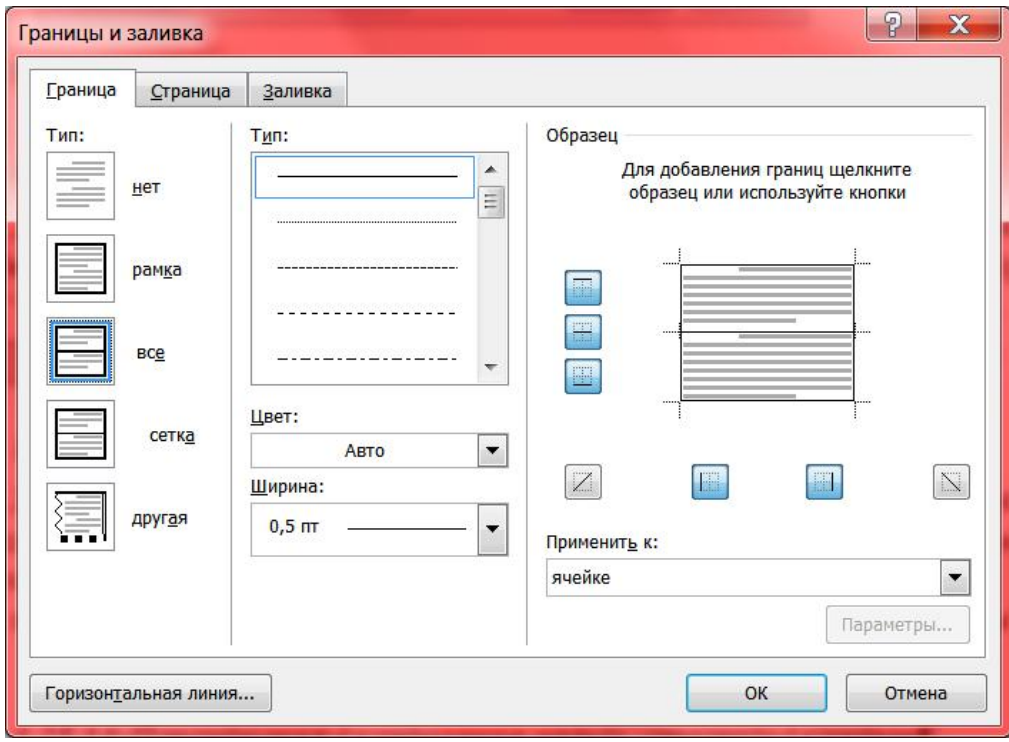 Границы и заливка
Граница
Страница
Заливка
Тип:
нет
рамка
все
сетка
другая
Тип:
Цвет:
Авто
Ширина:
0,5 пт
Образец
Для добавления границ щелкните
образец или используйте кнопки
Применить к:
ячейке
Параметры...
Горизонтальная линия...
ОК
Отмена